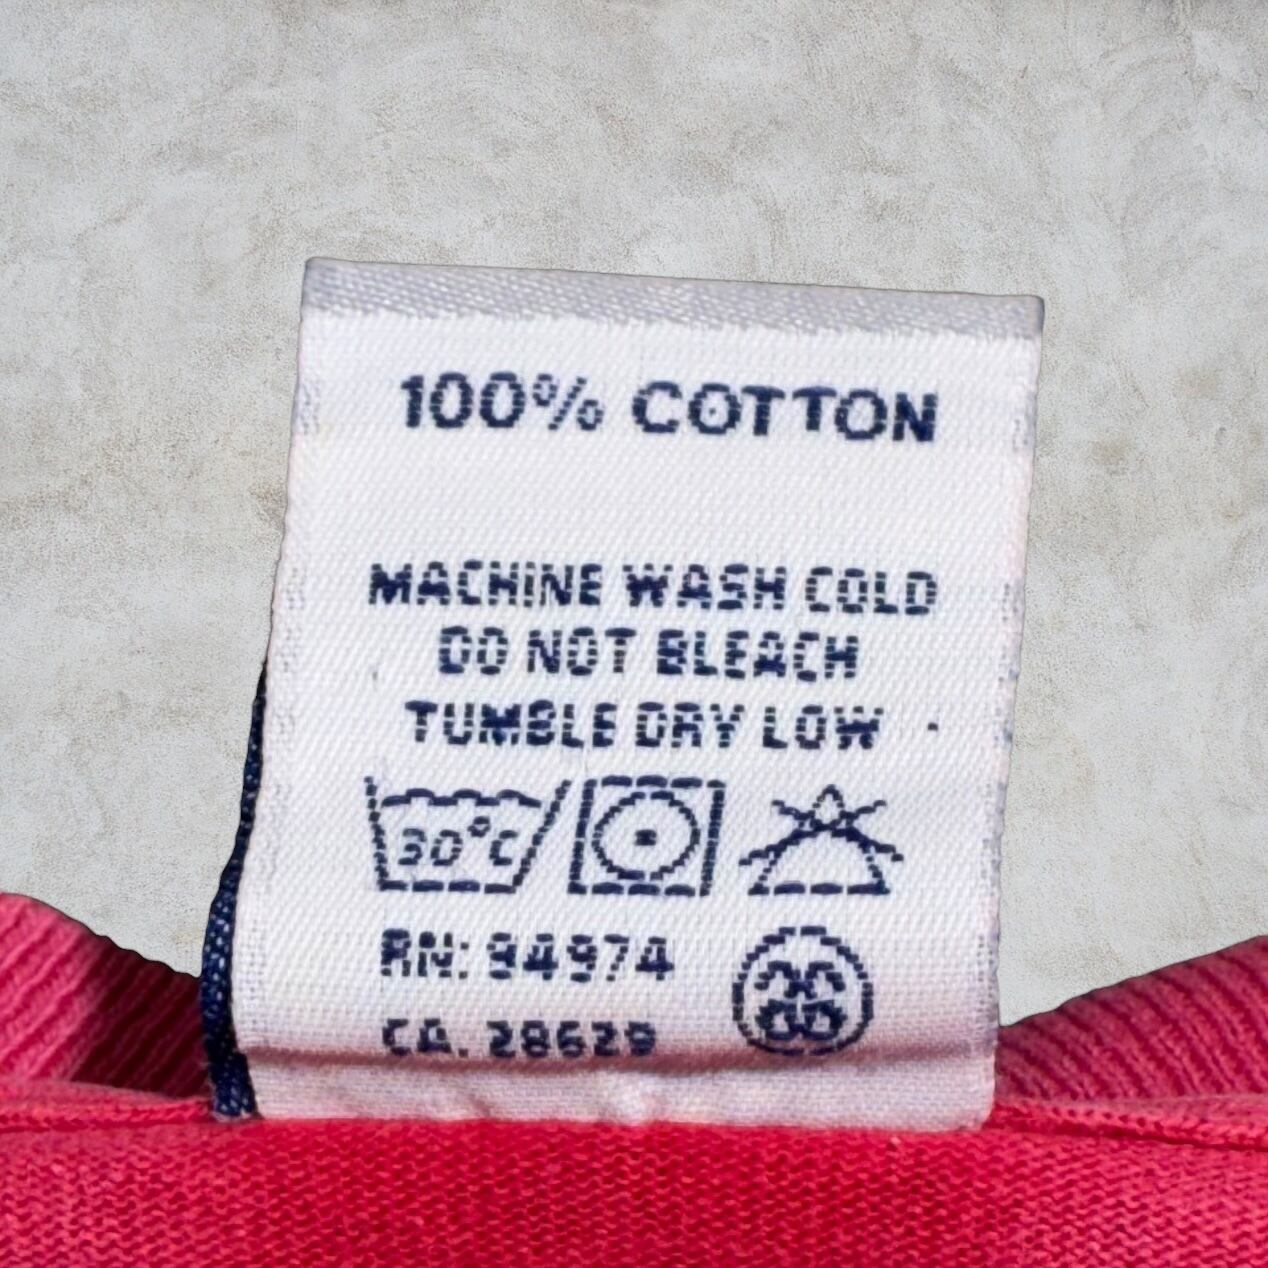 100% COTTON
MACHINE WASH COLD
DO NOT BLEACH
TUMBLE DRY LOW
30°C
RN: 94974
CA. 28629